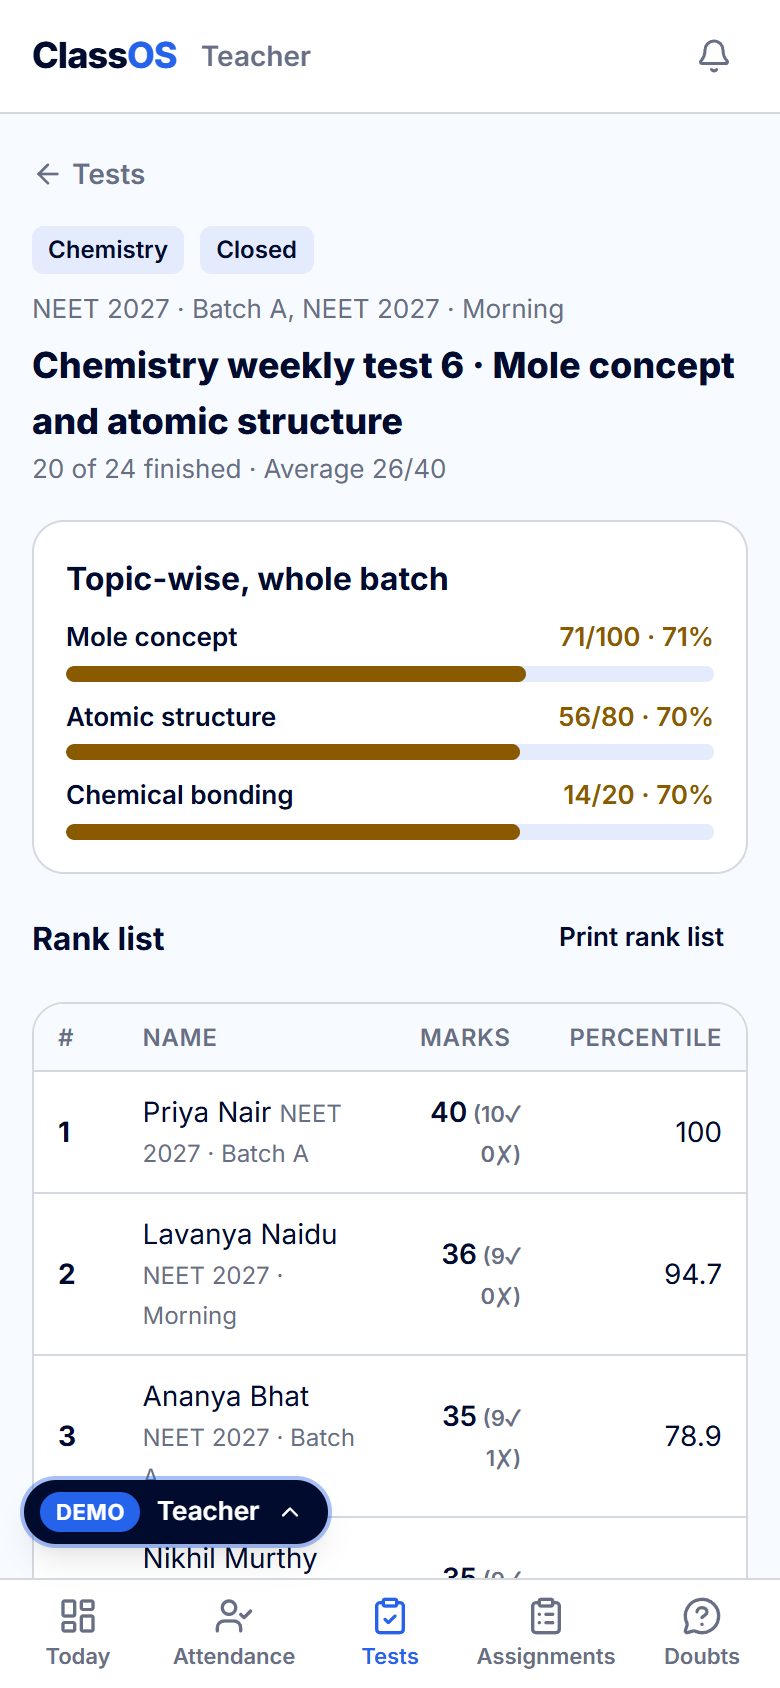 ClassOS Teacher
Tests
Chemistry Closed
NEET 2027 · Batch A, NEET 2027 · Morning
Chemistry weekly test 6 · Mole concept
and atomic structure
20 of 24 finished · Average 26/40
Topic-wise, whole batch
Mole concept 71/100 · 71%
Atomic structure 56/80 · 70%
Chemical bonding 14/20 · 70%
Rank list Print rank list
# NAME MARKS PERCENTILE
1 Priya Nair NEET 2027 · Batch A 40 (10✓ 0✗) 100
2 Lavanya Naidu NEET 2027 · Morning 36 (9✓ 0✗) 94.7
3 Ananya Bhat NEET 2027 · Batch A 35 (9✓ 1✗) 78.9
DEMO Teacher
Nikhil Murthy 35
Today Attendance Tests Assignments Doubts